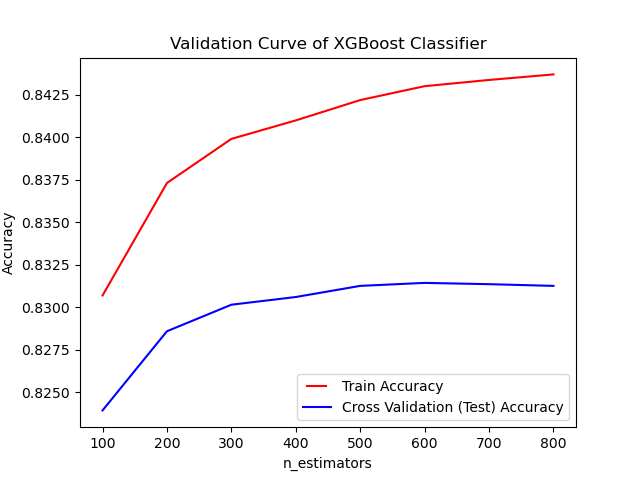 Validation Curve of XGBoost Classifier
0.8425
0.8400
0.8375
0.8350
0.8325
0.8300
0.8275
0.8250
Accuracy
Train Accuracy
Cross Validation (Test) Accuracy
100 200 300 400 500 600 700 800
n_estimators